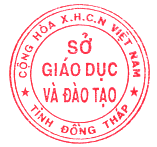 CỘNG HÒA X.H.C.N VIỆT NAM
SỞ
GIÁO DỤC
VÀ ĐÀO TẠO
★ TỈNH ĐỒNG THÁP ★